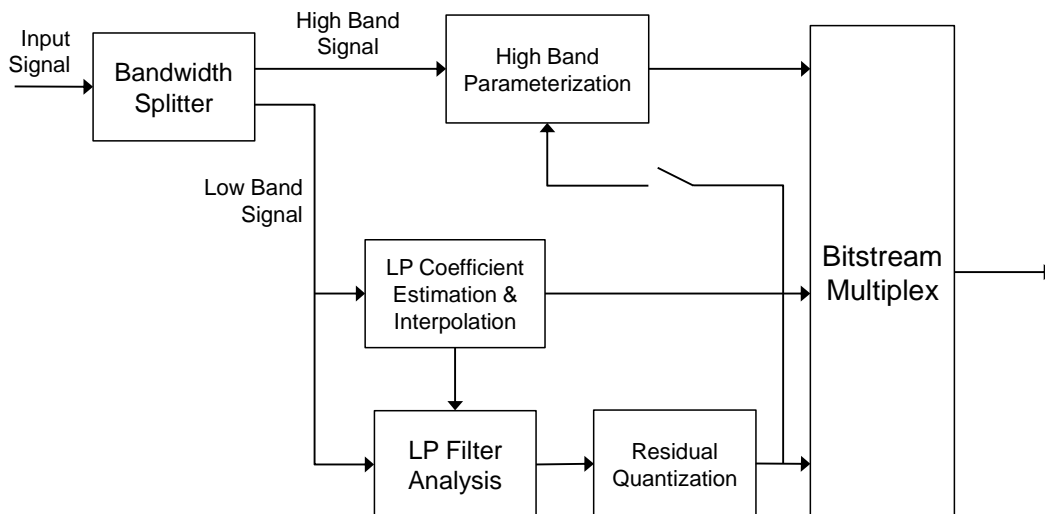 Input
Signal
Bandwidth
Splitter
High Band
Signal
High Band
Parameterization
Low Band
Signal
LP Coefficient
Estimation &
Interpolation
Bitstream
Multiplex
LP Filter
Analysis
Residual
Quantization